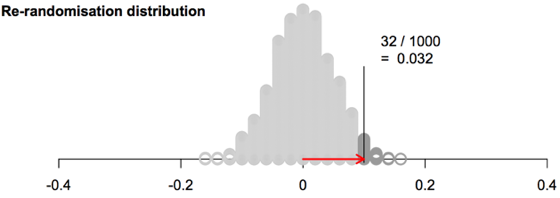 Re-randomisation distribution
32 / 1000
= 0.032
-0.4 -0.2 0 0.2 0.4